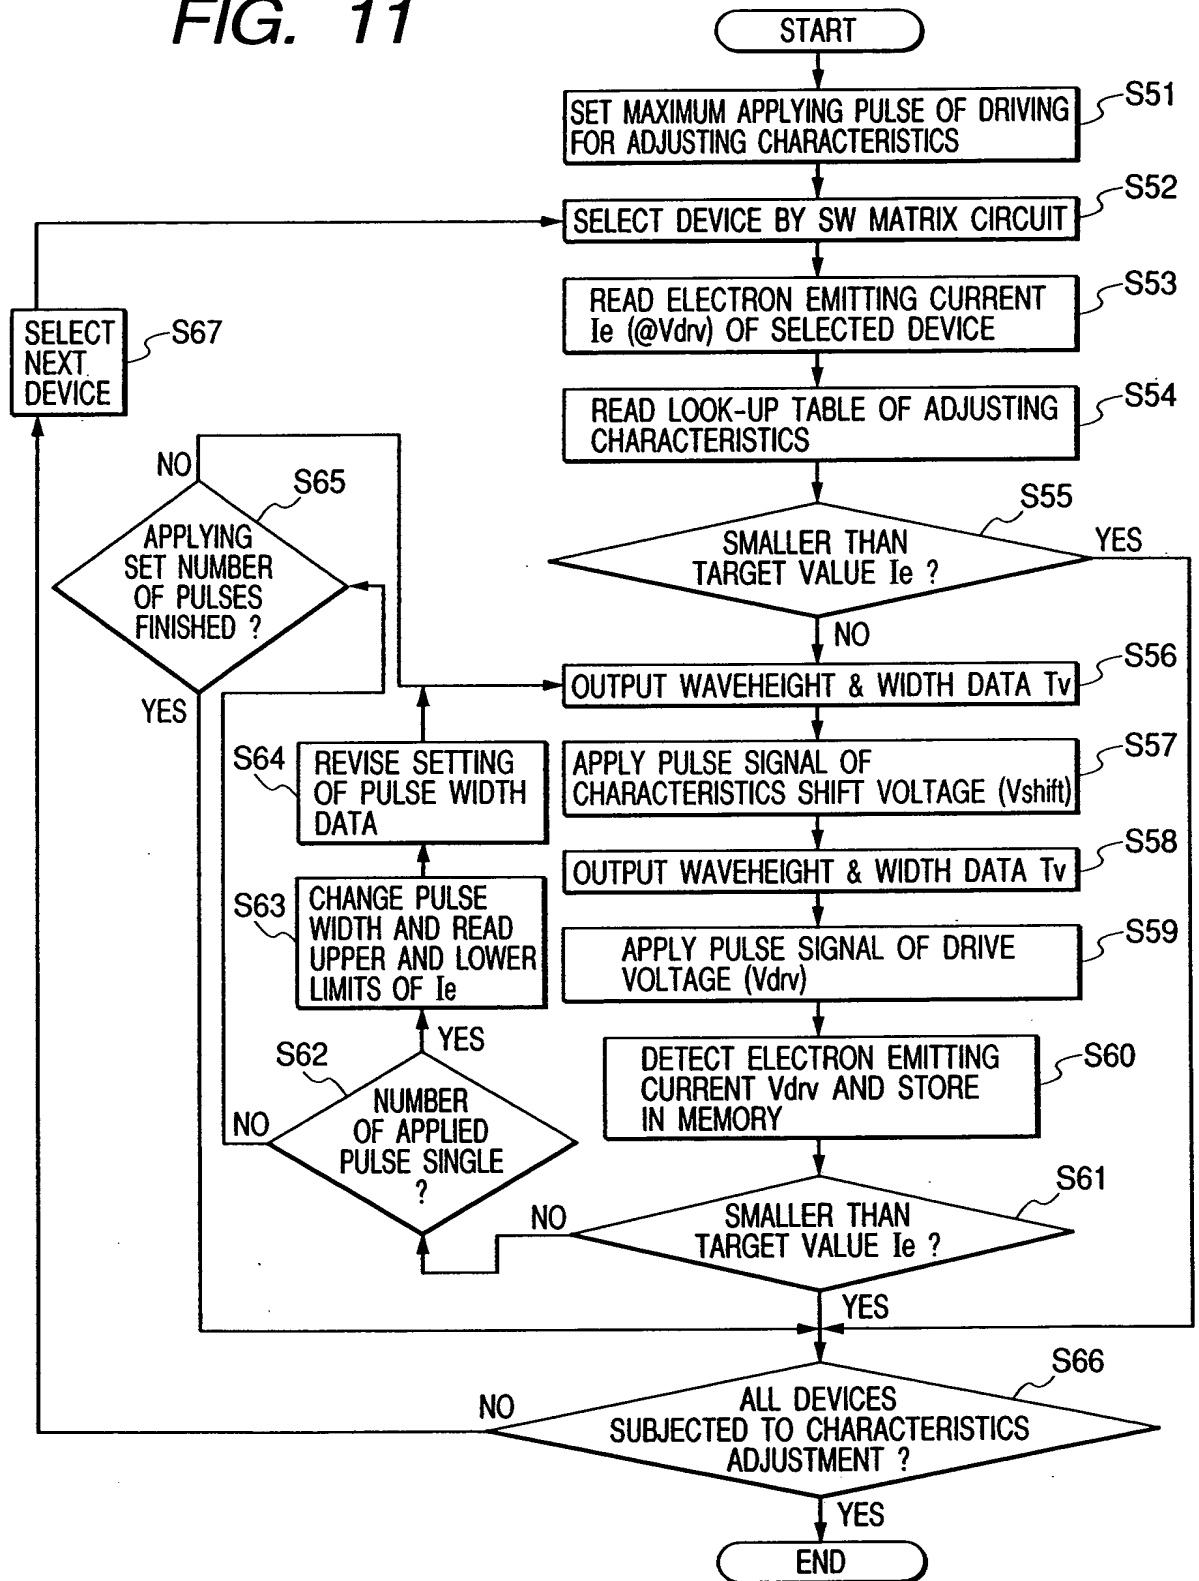 FIG. 11
START
SET MAXIMUM APPLYING PULSE OF DRIVING
FOR ADJUSTING CHARACTERISTICS
S51
SELECT DEVICE BY SW MATRIX CIRCUIT
S52
READ ELECTRON EMITTING CURRENT
Ie (@Vdrv) OF SELECTED DEVICE
S53
SELECT
NEXT
DEVICE
S67
READ LOOK-UP TABLE OF ADJUSTING
CHARACTERISTICS
S54
SMALLER THAN
TARGET VALUE Ie ?
S55
YES
NO
NO
S65
APPLYING
SET NUMBER
OF PULSES
FINISHED ?
YES
OUTPUT WAVEHEIGHT & WIDTH DATA Tv
S56
APPLY PULSE SIGNAL OF
CHARACTERISTICS SHIFT VOLTAGE (Vshift)
S57
S64
REVISE SETTING
OF PULSE WIDTH
DATA
OUTPUT WAVEHEIGHT & WIDTH DATA Tv
S58
S63
CHANGE PULSE
WIDTH AND READ
UPPER AND LOWER
LIMITS OF Ie
APPLY PULSE SIGNAL OF DRIVE
VOLTAGE (Vdrv)
S59
YES
S62
NUMBER
OF APPLIED
PULSE SINGLE
?
NO
DETECT ELECTRON EMITTING
CURRENT Vdrv AND STORE
IN MEMORY
S60
SMALLER THAN
TARGET VALUE Ie ?
S61
NO
YES
ALL DEVICES
SUBJECTED TO CHARACTERISTICS
ADJUSTMENT ?
S66
NO
YES
END